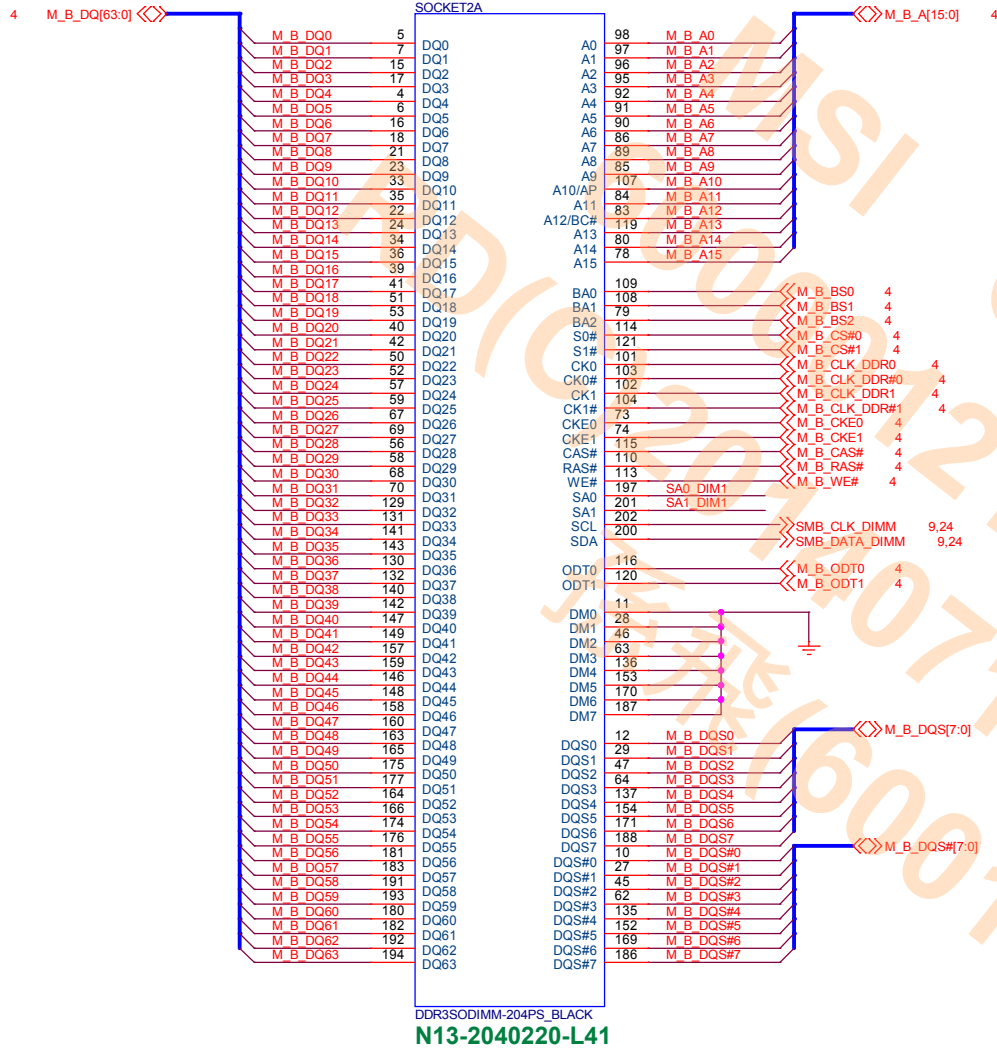 SOCKET2A
4 M_B_DQ[63:0]
M_B_DQ0 5 DQ0
M_B_DQ1 7 DQ1
M_B_DQ2 15 DQ2
M_B_DQ3 17 DQ3
M_B_DQ4 4 DQ4
M_B_DQ5 6 DQ5
M_B_DQ6 16 DQ6
M_B_DQ7 18 DQ7
M_B_DQ8 21 DQ8
M_B_DQ9 23 DQ9
M_B_DQ10 33 DQ10
M_B_DQ11 35 DQ11
M_B_DQ12 22 DQ12
M_B_DQ13 24 DQ13
M_B_DQ14 34 DQ14
M_B_DQ15 36 DQ15
M_B_DQ16 39 DQ16
M_B_DQ17 41 DQ17
M_B_DQ18 51 DQ18
M_B_DQ19 53 DQ19
M_B_DQ20 40 DQ20
M_B_DQ21 42 DQ21
M_B_DQ22 50 DQ22
M_B_DQ23 52 DQ23
M_B_DQ24 57 DQ24
M_B_DQ25 59 DQ25
M_B_DQ26 67 DQ26
M_B_DQ27 69 DQ27
M_B_DQ28 56 DQ28
M_B_DQ29 58 DQ29
M_B_DQ30 68 DQ30
M_B_DQ31 70 DQ31
M_B_DQ32 129 DQ32
M_B_DQ33 131 DQ33
M_B_DQ34 141 DQ34
M_B_DQ35 143 DQ35
M_B_DQ36 130 DQ36
M_B_DQ37 132 DQ37
M_B_DQ38 140 DQ38
M_B_DQ39 142 DQ39
M_B_DQ40 147 DQ40
M_B_DQ41 149 DQ41
M_B_DQ42 157 DQ42
M_B_DQ43 159 DQ43
M_B_DQ44 146 DQ44
M_B_DQ45 148 DQ45
M_B_DQ46 158 DQ46
M_B_DQ47 160 DQ47
M_B_DQ48 163 DQ48
M_B_DQ49 165 DQ49
M_B_DQ50 175 DQ50
M_B_DQ51 177 DQ51
M_B_DQ52 164 DQ52
M_B_DQ53 166 DQ53
M_B_DQ54 174 DQ54
M_B_DQ55 176 DQ55
M_B_DQ56 181 DQ56
M_B_DQ57 183 DQ57
M_B_DQ58 191 DQ58
M_B_DQ59 193 DQ59
M_B_DQ60 180 DQ60
M_B_DQ61 182 DQ61
M_B_DQ62 192 DQ62
M_B_DQ63 194 DQ63
M_B_A[15:0] 4
A0 98 M_B_A0
A1 97 M_B_A1
A2 96 M_B_A2
A3 95 M_B_A3
A4 92 M_B_A4
A5 91 M_B_A5
A6 90 M_B_A6
A7 86 M_B_A7
A8 89 M_B_A8
A9 85 M_B_A9
A10/AP 107 M_B_A10
A11 84 M_B_A11
A12/BC# 83 M_B_A12
A13 119 M_B_A13
A14 80 M_B_A14
A15 78 M_B_A15
BA0 109 M_B_BS0 4
BA1 108 M_B_BS1 4
BA2 79 M_B_BS2 4
S0# 114 M_B_CS#0 4
S1# 121 M_B_CS#1 4
CK0 101 M_B_CLK_DDR0 4
CK0# 103 M_B_CLK_DDR#0 4
CK1 102 M_B_CLK_DDR1 4
CK1# 104 M_B_CLK_DDR#1 4
CKE0 73 M_B_CKE0 4
CKE1 74 M_B_CKE1 4
CAS# 115 M_B_CAS# 4
RAS# 110 M_B_RAS# 4
WE# 113 M_B_WE# 4
SA0 197 SA0_DIM1
SA1 201 SA1_DIM1
SCL 202 SMB_CLK_DIMM 9,24
SDA 200 SMB_DATA_DIMM 9,24
ODT0 116 M_B_ODT0 4
ODT1 120 M_B_ODT1 4
DM0 11
DM1 28
DM2 46
DM3 63
DM4 136
DM5 153
DM6 170
DM7 187
M_B_DQS[7:0]
DQS0 12 M_B_DQS0
DQS1 29 M_B_DQS1
DQS2 47 M_B_DQS2
DQS3 64 M_B_DQS3
DQS4 137 M_B_DQS4
DQS5 154 M_B_DQS5
DQS6 171 M_B_DQS6
DQS7 188 M_B_DQS7
M_B_DQS#[7:0]
DQS#0 10 M_B_DQS#0
DQS#1 27 M_B_DQS#1
DQS#2 45 M_B_DQS#2
DQS#3 62 M_B_DQS#3
DQS#4 135 M_B_DQS#4
DQS#5 152 M_B_DQS#5
DQS#6 169 M_B_DQS#6
DQS#7 186 M_B_DQS#7
DDR3SODIMM-204PS_BLACK
N13-2040220-L41
MSI